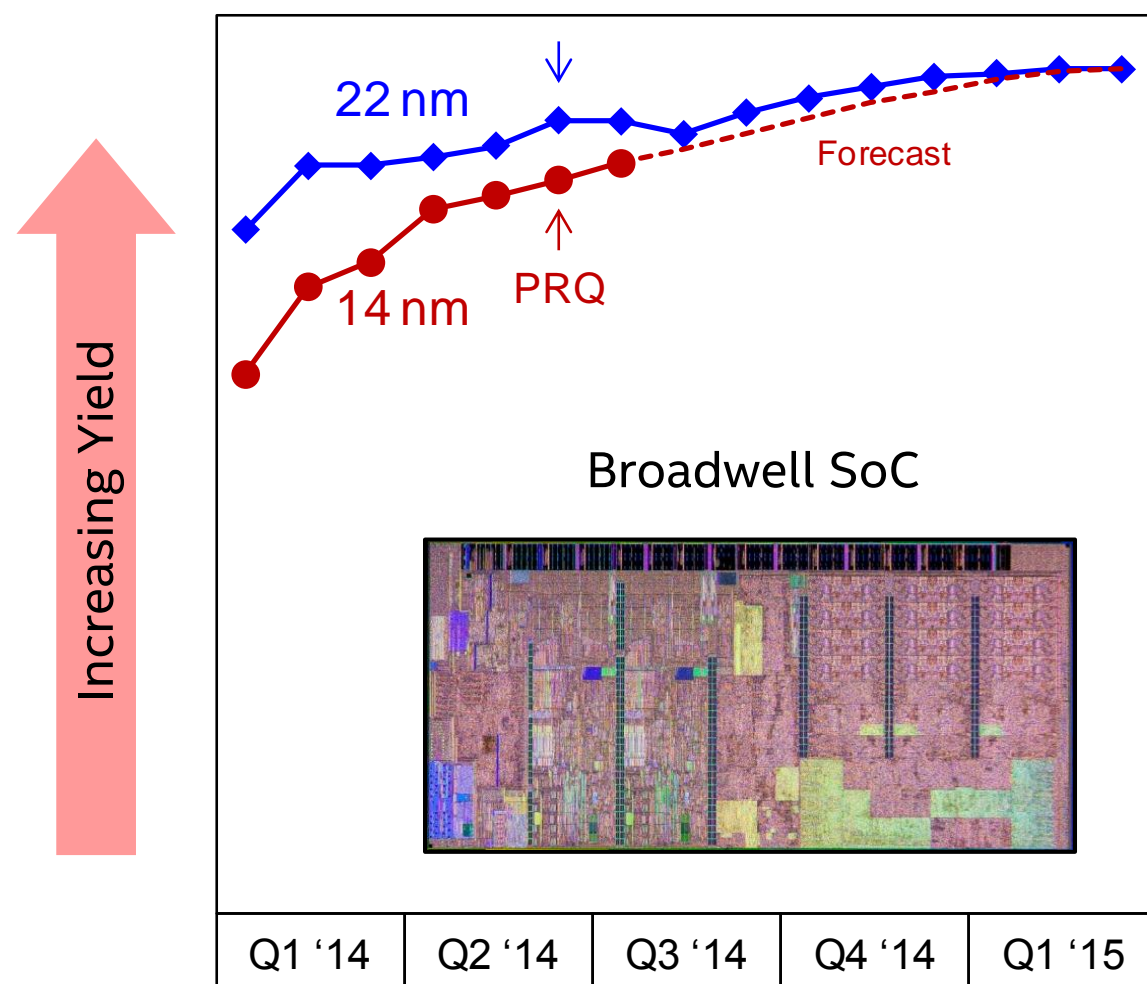 22 nm
Forecast
PRQ
14 nm
Increasing Yield
Broadwell SoC
Q1 ‘14
Q2 ‘14
Q3 ‘14
Q4 ‘14
Q1 ‘15